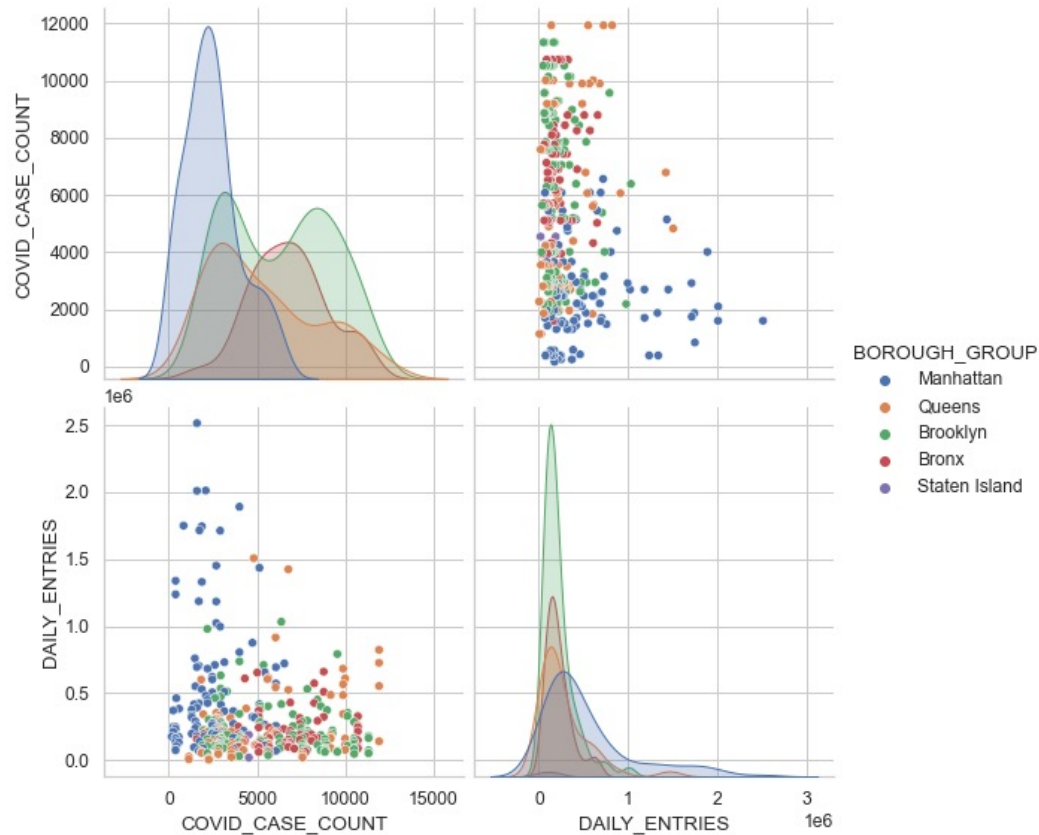 12000
10000
8000
6000
4000
2000
0
COVID_CASE_COUNT
1e6
2.5
2.0
1.5
1.0
0.5
0.0
DAILY_ENTRIES
0 5000 10000 15000
COVID_CASE_COUNT
0 1 2 3
1e6
DAILY_ENTRIES
BOROUGH_GROUP
Manhattan
Queens
Brooklyn
Bronx
Staten Island